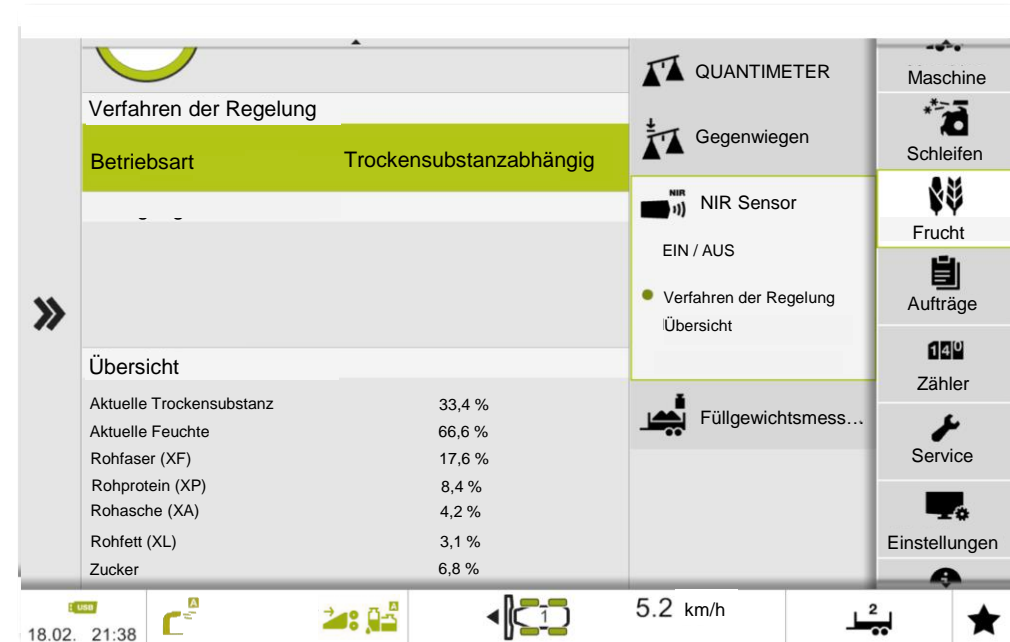 Verfahren der Regelung
Betriebsart Trockensubstanzabhängig
Übersicht
Aktuelle Trockensubstanz 33,4 %
Aktuelle Feuchte 66,6 %
Rohfaser (XF) 17,6 %
Rohprotein (XP) 8,4 %
Rohasche (XA) 4,2 %
Rohfett (XL) 3,1 %
Zucker 6,8 %
QUANTIMETER
Gegenwiegen
NIR
NIR Sensor
EIN / AUS
Verfahren der Regelung
Übersicht
Füllgewichtsmess…
Maschine
Schleifen
Frucht
Aufträge
140
Zähler
Service
Einstellungen
USB
18.02. 21:38
A
A
1
5.2 km/h
2